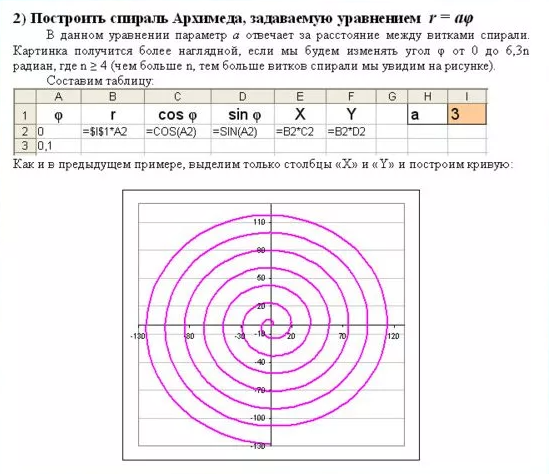 2) Построить спираль Архимеда, задаваемую уравнением r = aφ
В данном уравнении параметр a отвечает за расстояние между витками спирали.
Картинка получится более наглядной, если мы будем изменять угол φ от 0 до 6,3n
радиан, где n ≥ 4 (чем больше n, тем больше витков спирали мы увидим на рисунке).
Составим таблицу:
A B C D E F G H I
1 φ r cos φ sin φ X Y a 3
2 0 =$I$1*A2 =COS(A2) =SIN(A2) =B2*C2 =B2*D2
3 0,1
Как и в предыдущем примере, выделим только столбцы «X» и «Y» и построим кривую:
110
80
50
20
-130 -80 -30 20 70 120
-10
-40
-70
-100
-130